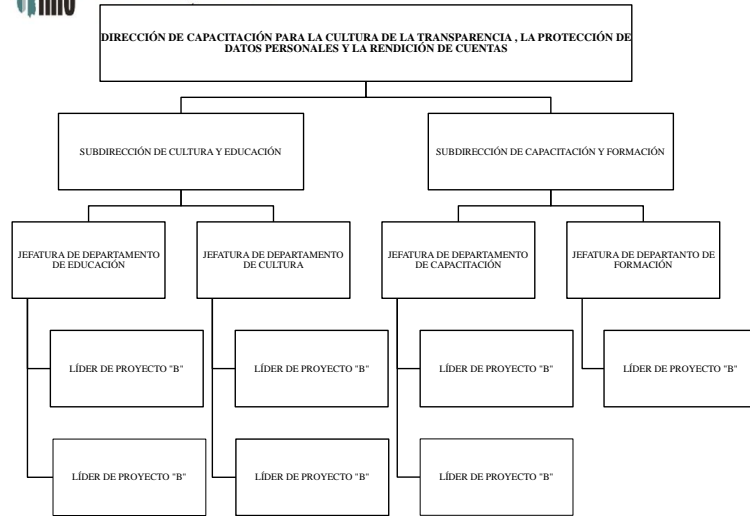 DIRECCIÓN DE CAPACITACIÓN PARA LA CULTURA DE LA TRANSPARENCIA , LA PROTECCIÓN DE
DATOS PERSONALES Y LA RENDICIÓN DE CUENTAS
SUBDIRECCIÓN DE CULTURA Y EDUCACIÓN
SUBDIRECCIÓN DE CAPACITACIÓN Y FORMACIÓN
JEFATURA DE DEPARTAMENTO
DE EDUCACIÓN
JEFATURA DE DEPARTAMENTO
DE CULTURA
JEFATURA DE DEPARTAMENTO
DE CAPACITACIÓN
JEFATURA DE DEPARTANTO DE
FORMACIÓN
LÍDER DE PROYECTO "B"
LÍDER DE PROYECTO "B"
LÍDER DE PROYECTO "B"
LÍDER DE PROYECTO "B"
LÍDER DE PROYECTO "B"
LÍDER DE PROYECTO "B"
LÍDER DE PROYECTO "B"